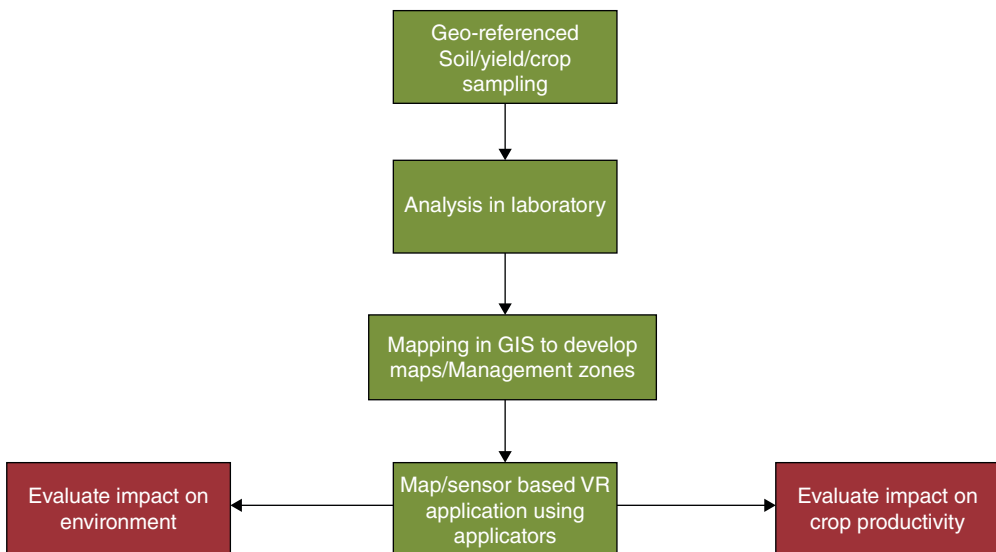 Geo-referenced
Soil/yield/crop
sampling
Analysis in laboratory
Mapping in GIS to develop
maps/Management zones
Evaluate impact on
environment
Map/sensor based VR
application using
applicators
Evaluate impact on
crop productivity